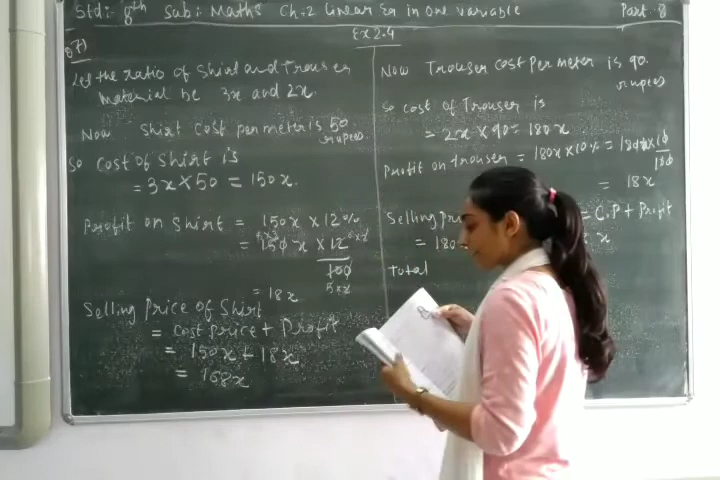 Std: 8th Sub: Maths Ch-2 Linear Eq in one variable Part-8
Ex 2.4
Q7)
Let the ratio of Shirt and Trouser
material be 3x and 2x.
Now Shirt cost per meter is 50
rupees.
So cost of Shirt is
= 3x × 50 = 150x.
Profit on Shirt = 150x × 12%
= 150 x × 12
100
= 18x
Selling Price of Shirt
= cost price + Profit
= 150x + 18x
= 168x
Now Trouser cost Per meter is 90.
rupees
So cost of Trouser is
= 2x × 90 = 180x
Profit on trouser = 180x × 10% = 180x × 10
100
= 18x
Selling = C.P + Profit
= 180 x
Total